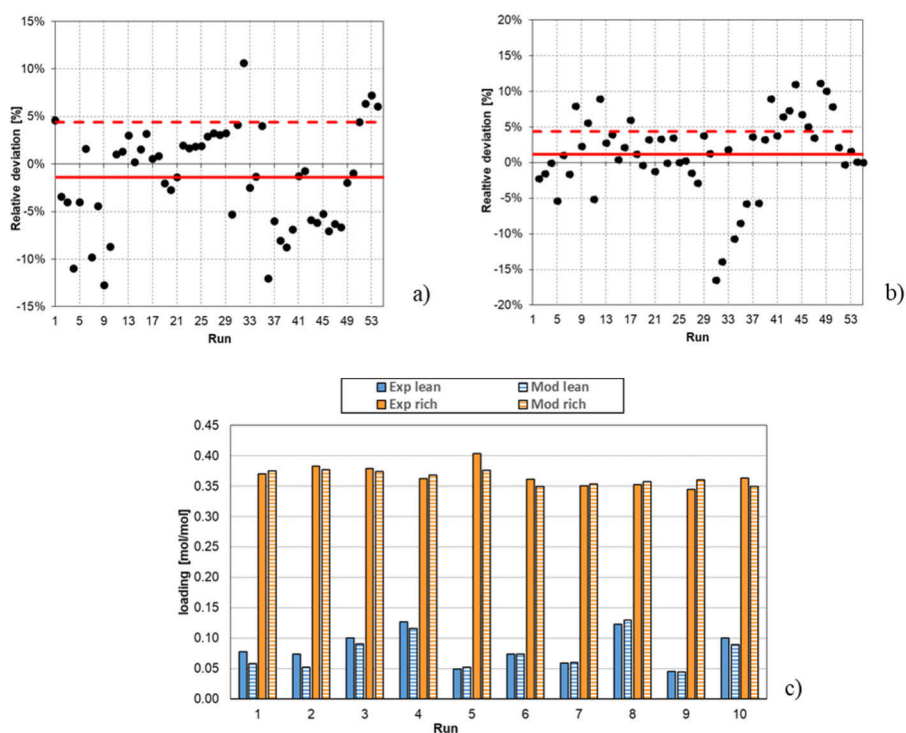 15%
10%
5%
0%
-5%
-10%
-15%
Relative deviation [%]
1 5 9 13 17 21 25 29 33 37 41 45 49 53
Run
a)
20%
15%
10%
5%
0%
-5%
-10%
-15%
-20%
Realtive deviation [%]
1 5 9 13 17 21 25 29 33 37 41 45 49 53
Run
b)
Exp lean Mod lean
Exp rich Mod rich
0.45
0.40
0.35
0.30
0.25
0.20
0.15
0.10
0.05
0.00
loading [mol/mol]
1 2 3 4 5 6 7 8 9 10
Run
c)